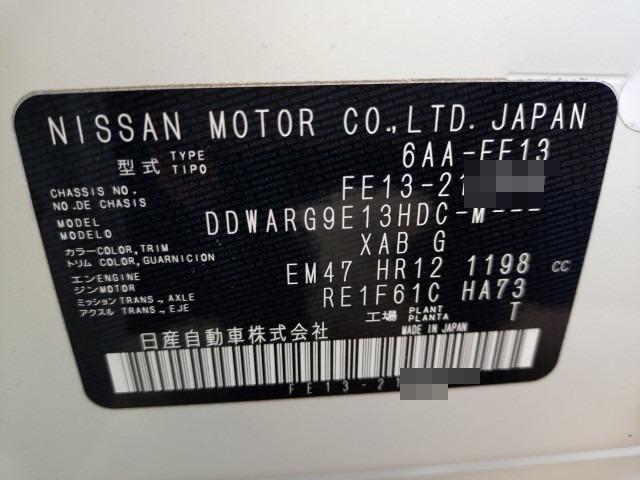 NISSAN MOTOR CO.,LTD. JAPAN
型式 TYPE TIPO 6AA-FE13
CHASSIS NO. NO.DE CHASIS FE13-21
MODEL MODELO DDWARG9E13HDC-M---
カラー COLOR, TRIM トリム COLOR, GUARNICION XAB G
エンENGINE ジンMOTOR EM47 HR12 1198 CC
ミッション TRANS., AXLE アクスル TRANS., EJE RE1F61C HA73
工場 PLANT PLANTA T
日産自動車株式会社 MADE IN JAPAN
FE13-21